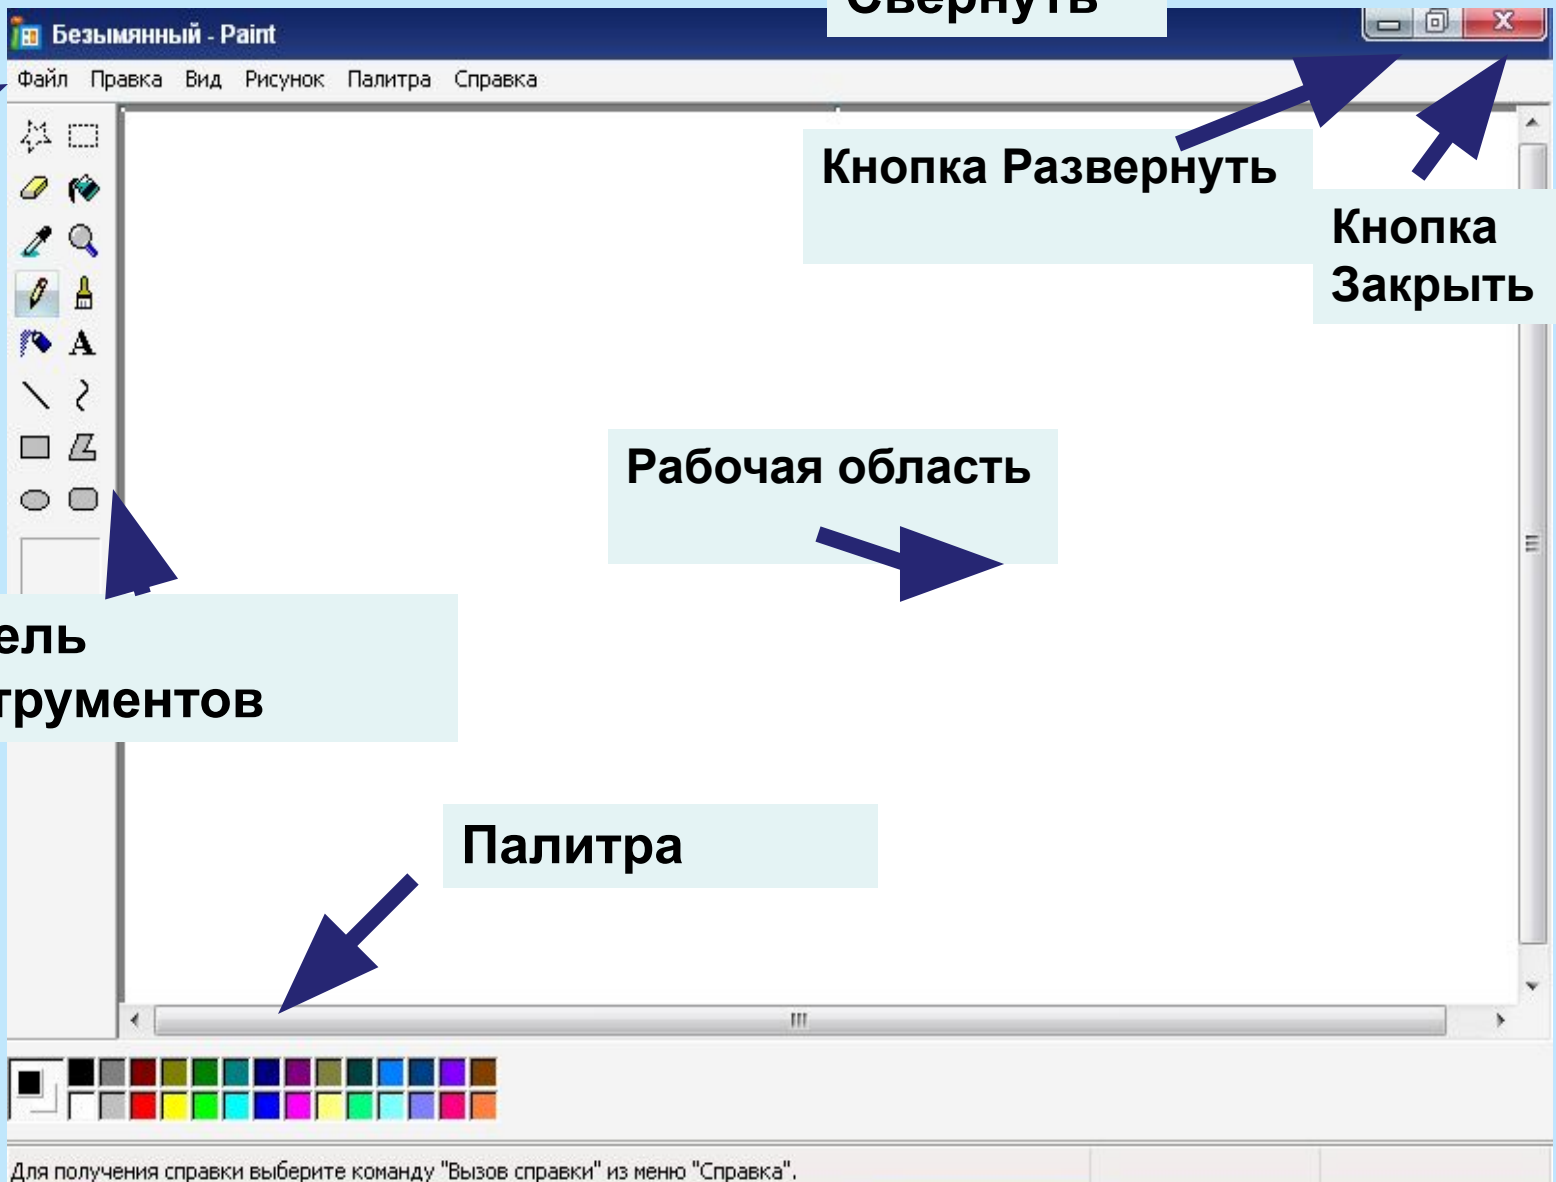 Свернуть
Безымянный - Paint
Файл Правка Вид Рисунок Палитра Справка
Кнопка Развернуть
Кнопка
Закрыть
A
Рабочая область
ель
трументов
Палитра
Для получения справки выберите команду "Вызов справки" из меню "Справка".